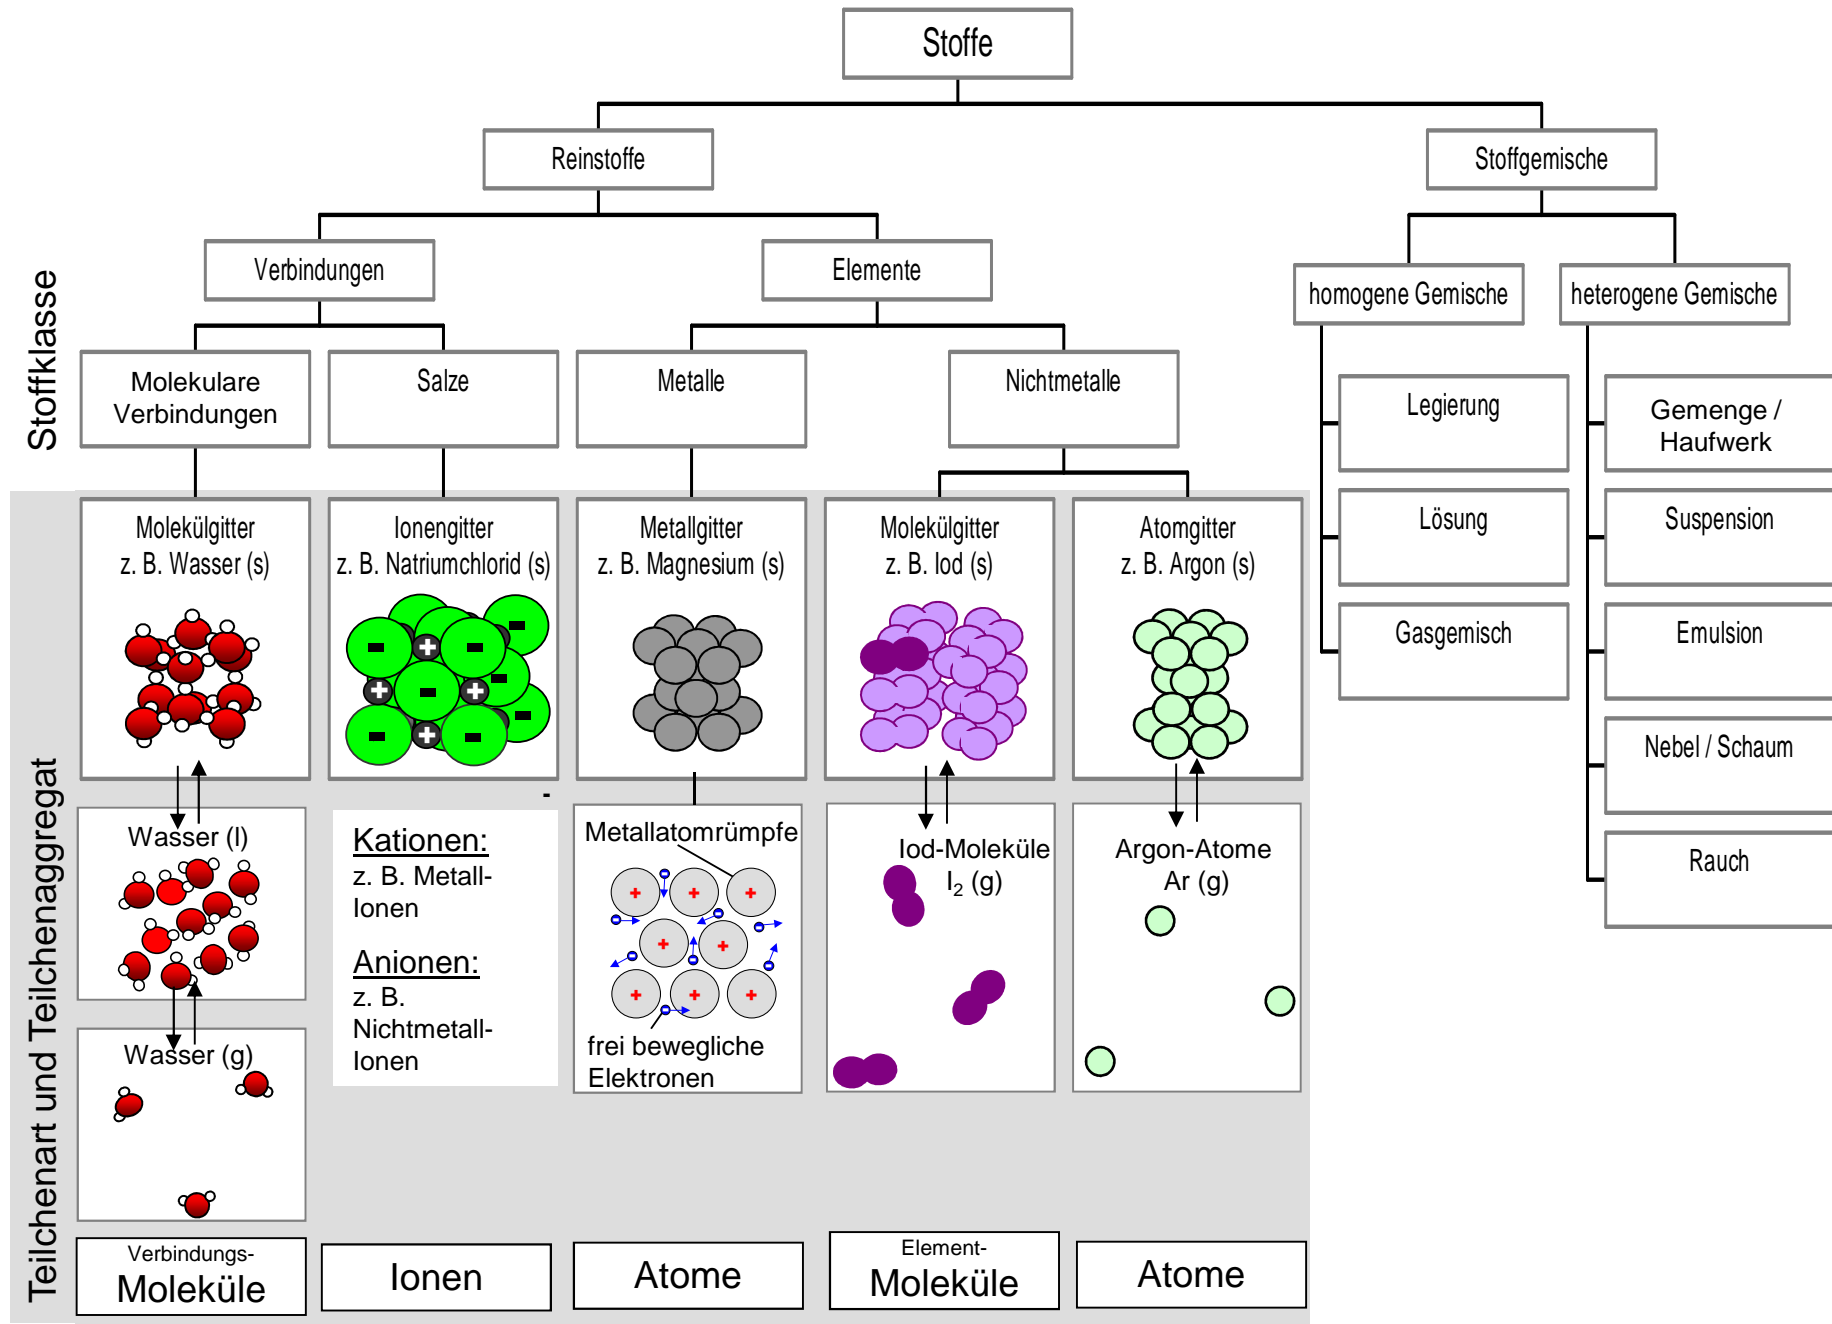 Stoffe
Reinstoffe
Stoffgemische
Verbindungen
Elemente
homogene Gemische
heterogene Gemische
Stoffklasse
Molekulare
Verbindungen
Salze
Metalle
Nichtmetalle
Legierung
Lösung
Gasgemisch
Gemenge /
Haufwerk
Suspension
Emulsion
Nebel / Schaum
Rauch
Teilchenart und Teilchenaggregat
Molekülgitter
z. B. Wasser (s)
Ionengitter
z. B. Natriumchlorid (s)
Metallgitter
z. B. Magnesium (s)
Molekülgitter
z. B. Iod (s)
Atomgitter
z. B. Argon (s)
Wasser (l)
Wasser (g)
-
Kationen:
z. B. Metall-
Ionen
Anionen:
z. B.
Nichtmetall-
Ionen
Metallatomrümpfe
frei bewegliche
Elektronen
Iod-Moleküle
I₂ (g)
Argon-Atome
Ar (g)
Verbindungs-
Moleküle
Ionen
Atome
Element-
Moleküle
Atome